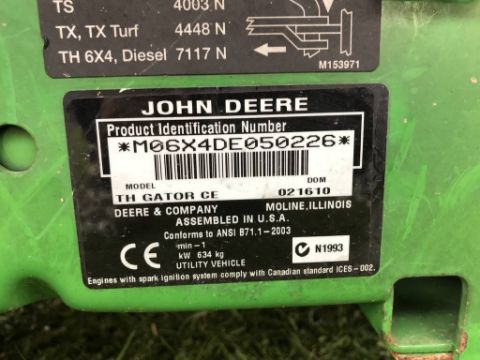 TS 4003 N
TX, TX Turf 4448 N
TH 6X4, Diesel 7117 N
M153971
JOHN DEERE
Product Identification Number
*M06X4DE050226*
MODEL DOM
TH GATOR CE 021610
DEERE & COMPANY MOLINE, ILLINOIS
ASSEMBLED IN U.S.A.
Conforms to ANSI B71.1-2003
CE min-1
kW 634 kg
UTILITY VEHICLE
N1993
Engines with spark ignition system comply with Canadian standard ICES-002.